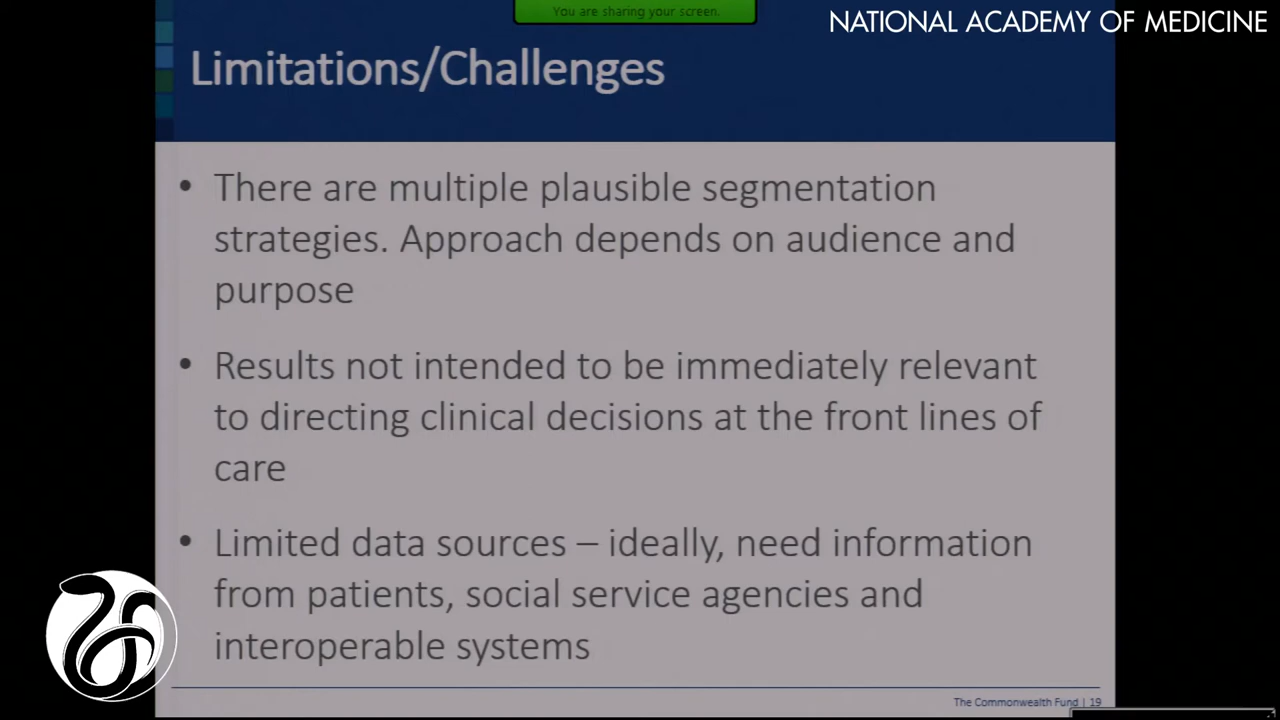 You are sharing your screen.
NATIONAL ACADEMY OF MEDICINE
Limitations/Challenges
• There are multiple plausible segmentation
strategies. Approach depends on audience and
purpose
• Results not intended to be immediately relevant
to directing clinical decisions at the front lines of
care
• Limited data sources – ideally, need information
from patients, social service agencies and
interoperable systems
The Commonwealth Fund | 19